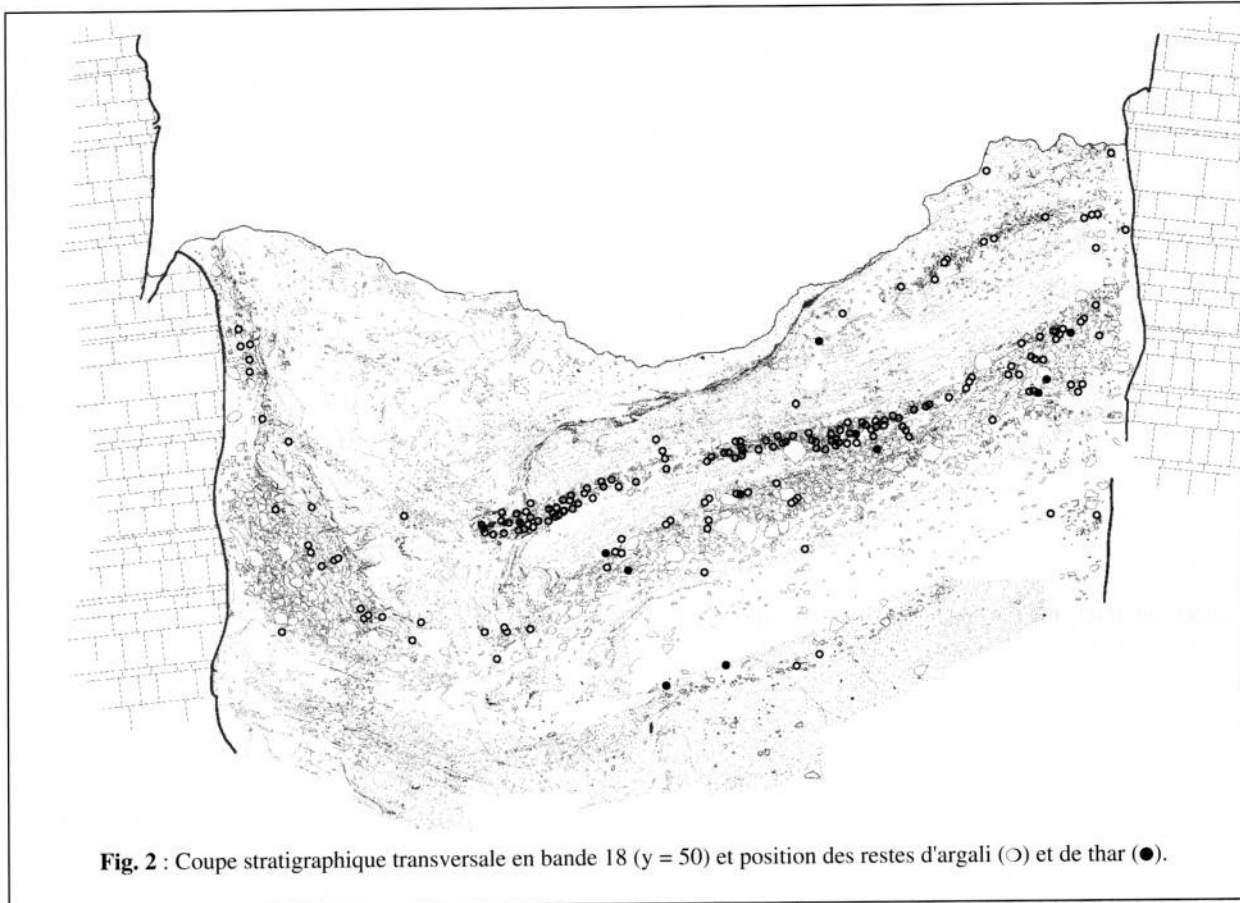 Fig. 2 : Coupe stratigraphique transversale en bande 18 (y = 50) et position des restes d'argali (○) et de thar (●).